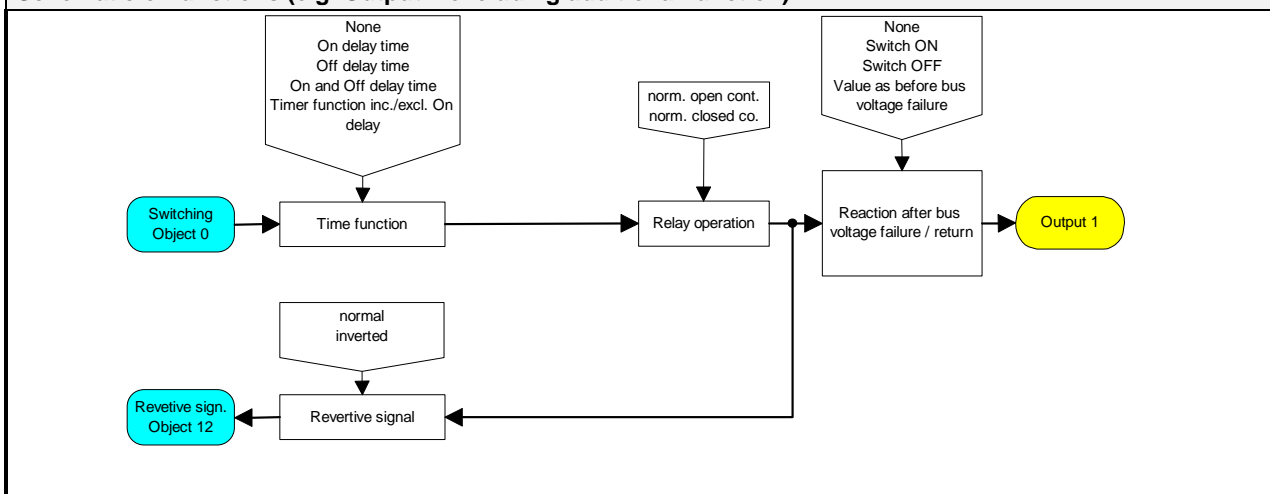 None
On delay time
Off delay time
On and Off delay time
Timer function inc./excl. On
delay
None
Switch ON
Switch OFF
Value as before bus
voltage failure
norm. open cont.
norm. closed co.
Switching
Object 0
Time function
Relay operation
Reaction after bus
voltage failure / return
Output 1
normal
inverted
Revetive sign.
Object 12
Revertive signal